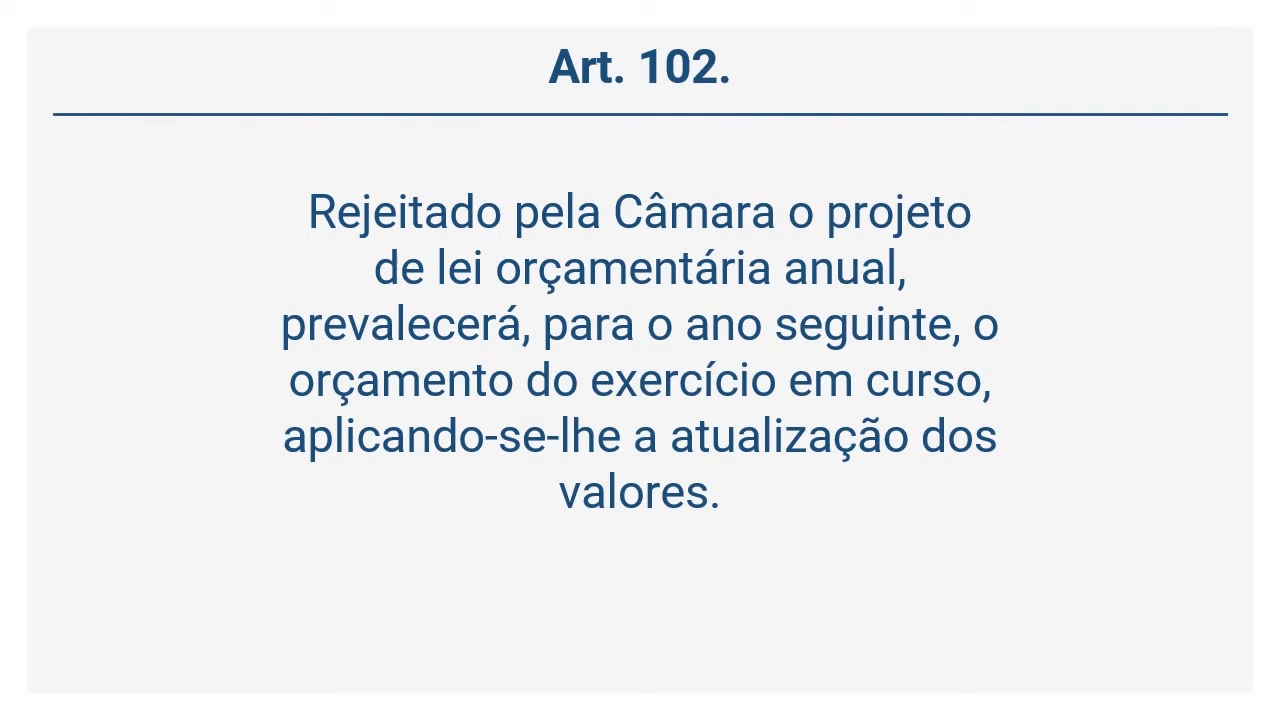 Art. 102.
Rejeitado pela Câmara o projeto
de lei orçamentária anual,
prevalecerá, para o ano seguinte, o
orçamento do exercício em curso,
aplicando-se-lhe a atualização dos
valores.